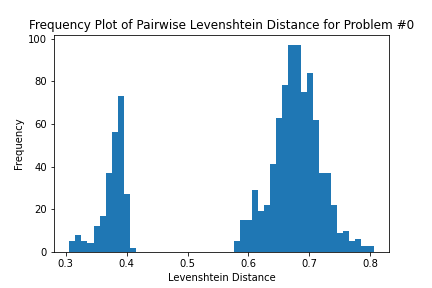 Frequency Plot of Pairwise Levenshtein Distance for Problem #0
100
80
60
40
20
0
Frequency
0.3 0.4 0.5 0.6 0.7 0.8
Levenshtein Distance